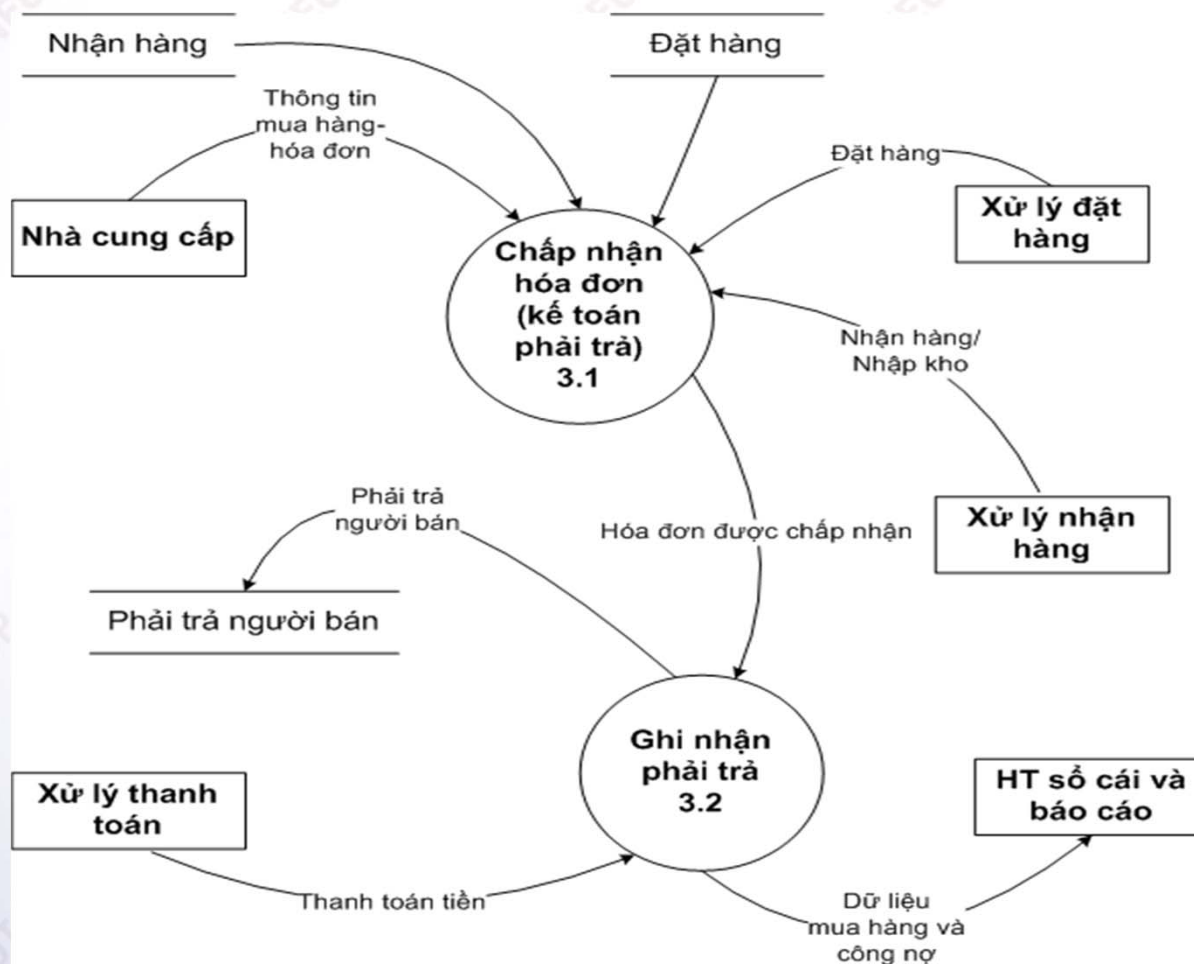 Nhận hàng
Đặt hàng
Thông tin
mua hàng-
hóa đơn
Đặt hàng
Nhà cung cấp
Xử lý đặt
hàng
Chấp nhận
hóa đơn
(kế toán
phải trả)
3.1
Nhận hàng/
Nhập kho
Phải trả
người bán
Hóa đơn được chấp nhận
Xử lý nhận
hàng
Phải trả người bán
Ghi nhận
phải trả
3.2
Xử lý thanh
toán
HT sổ cái và
báo cáo
Thanh toán tiền
Dữ liệu
mua hàng và
công nợ